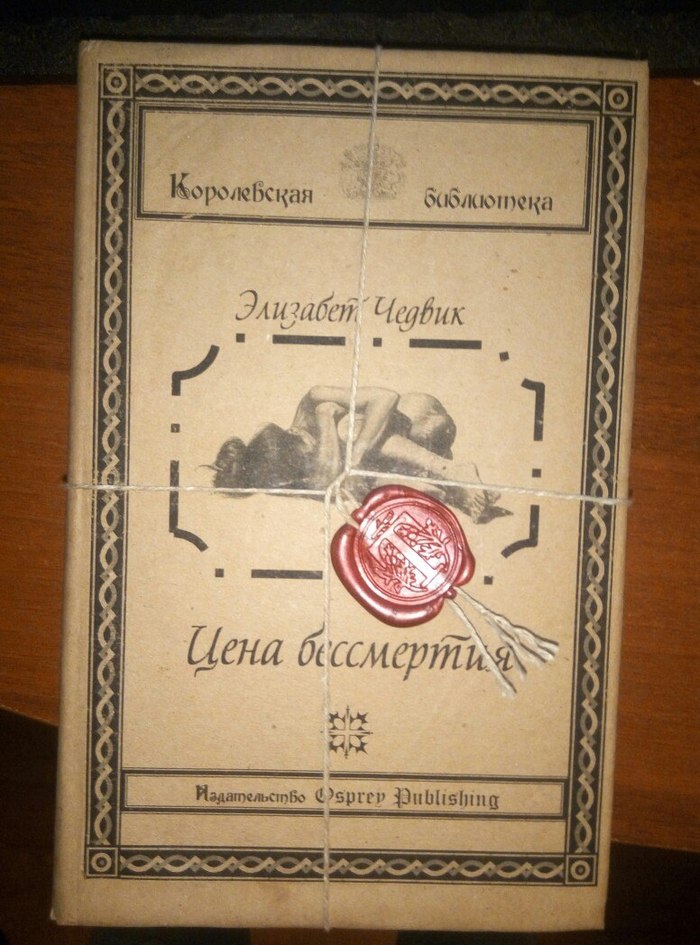 Королевская библиотека
Элизабет Чедвик
Цена бессмертия
Издательство Osprey Publishing